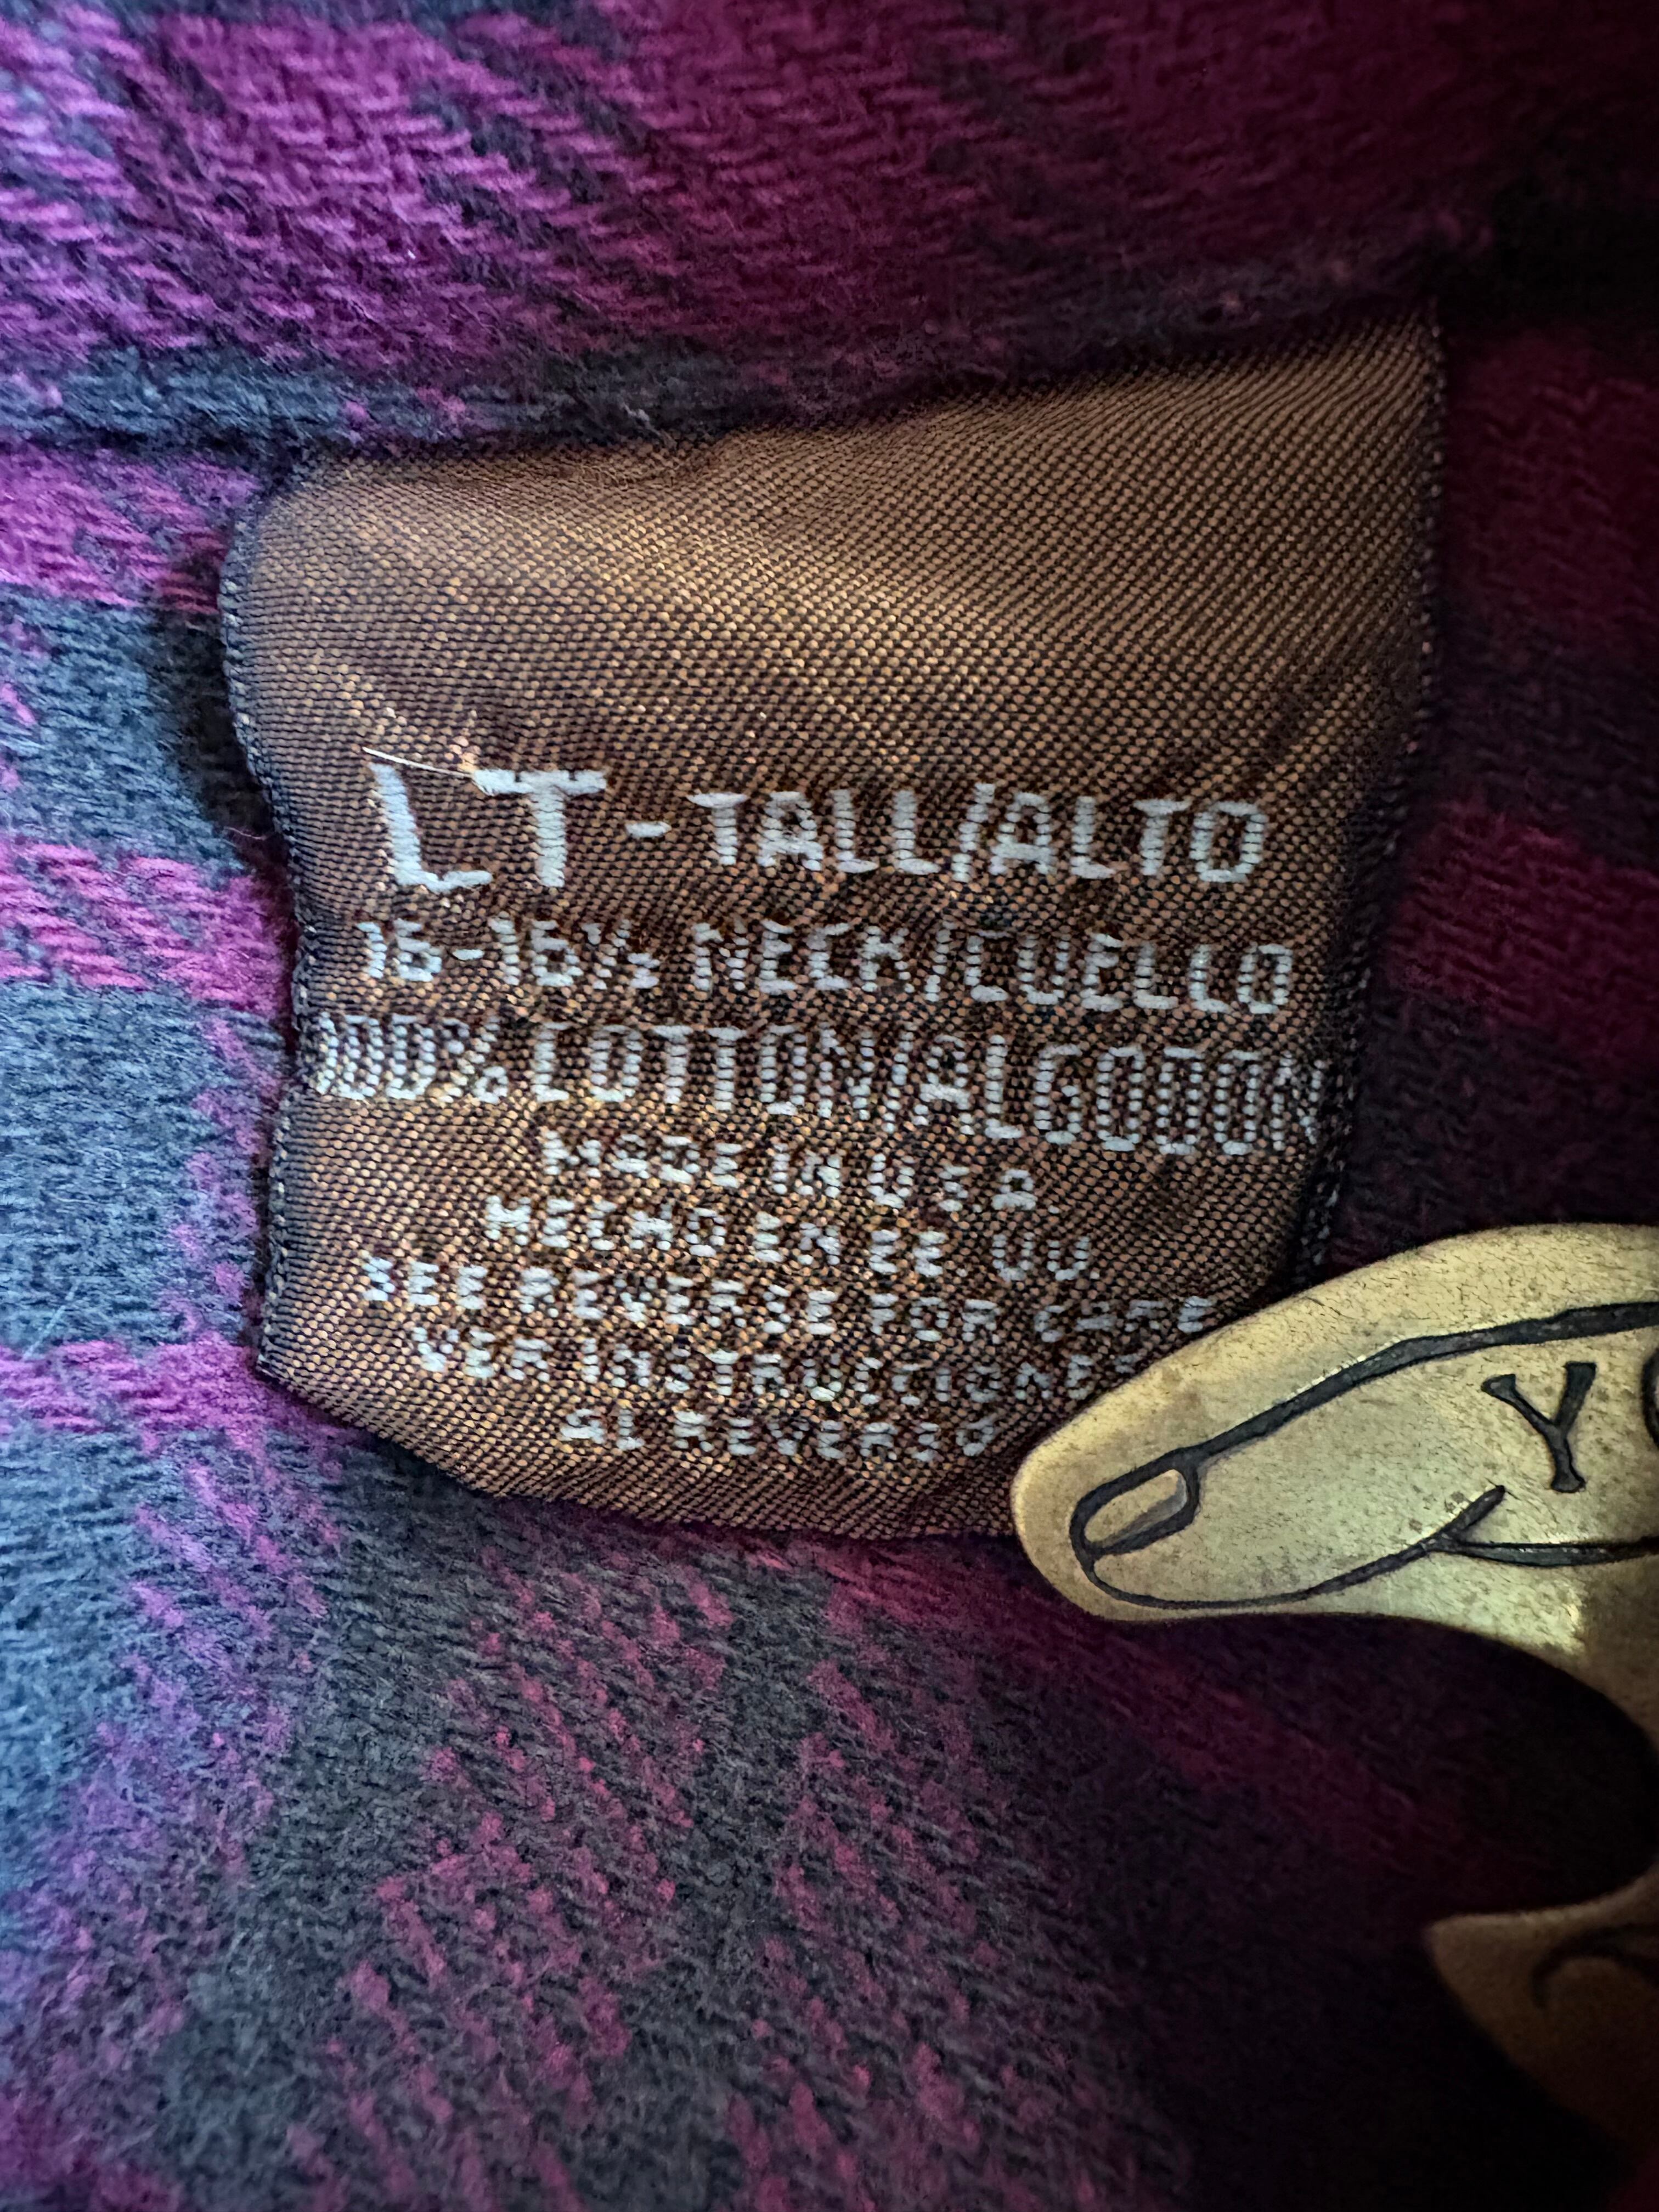 LT-TALL/ALTO
16-16½ NECK/CUELLO
100% COTTON/ALGODON
MADE IN U.S.A.
HECHO EN EE UU.
SEE REVERSE FOR CARE
VER INSTRUCCIONES
AL REVERSO
Y